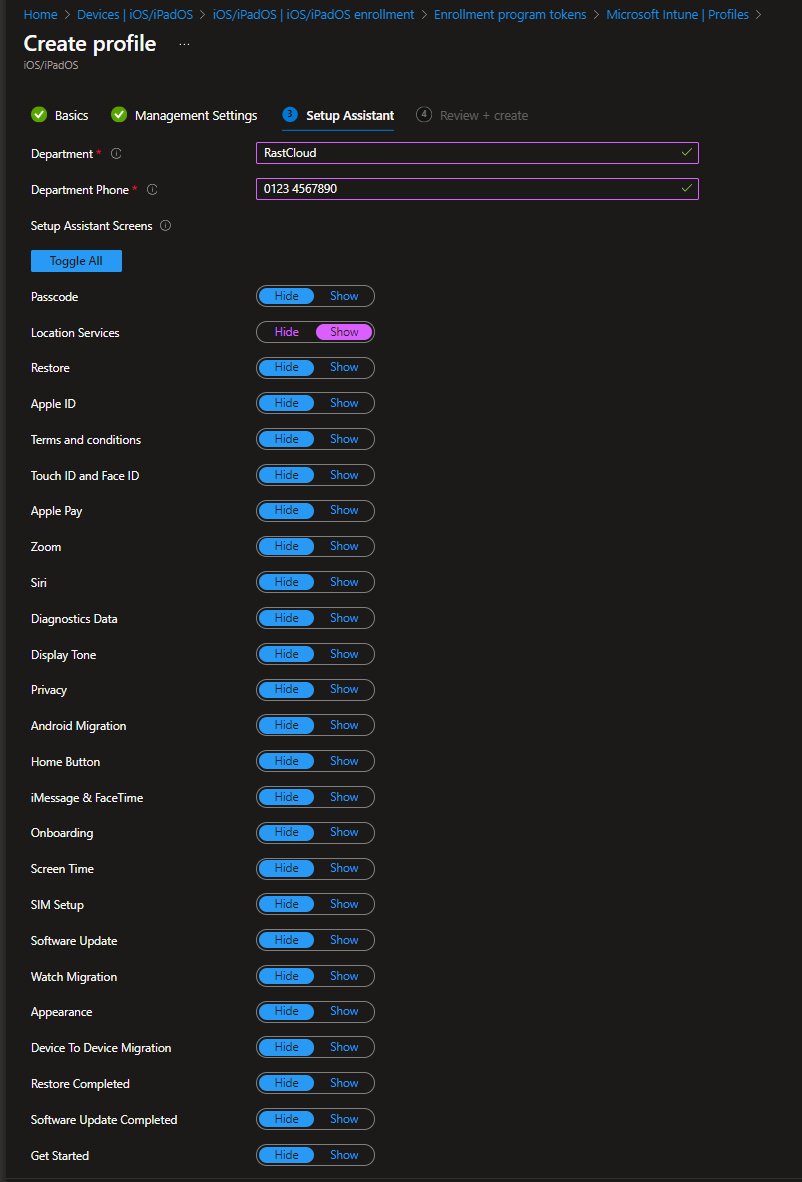 Home > Devices | iOS/iPadOS > iOS/iPadOS | iOS/iPadOS enrollment > Enrollment program tokens > Microsoft Intune | Profiles >
Create profile ...
iOS/iPadOS
Basics Management Settings 3 Setup Assistant 4 Review + create
Department * RastCloud
Department Phone * 0123 4567890
Setup Assistant Screens
Toggle All
Passcode Hide Show
Location Services Hide Show
Restore Hide Show
Apple ID Hide Show
Terms and conditions Hide Show
Touch ID and Face ID Hide Show
Apple Pay Hide Show
Zoom Hide Show
Siri Hide Show
Diagnostics Data Hide Show
Display Tone Hide Show
Privacy Hide Show
Android Migration Hide Show
Home Button Hide Show
iMessage & FaceTime Hide Show
Onboarding Hide Show
Screen Time Hide Show
SIM Setup Hide Show
Software Update Hide Show
Watch Migration Hide Show
Appearance Hide Show
Device To Device Migration Hide Show
Restore Completed Hide Show
Software Update Completed Hide Show
Get Started Hide Show